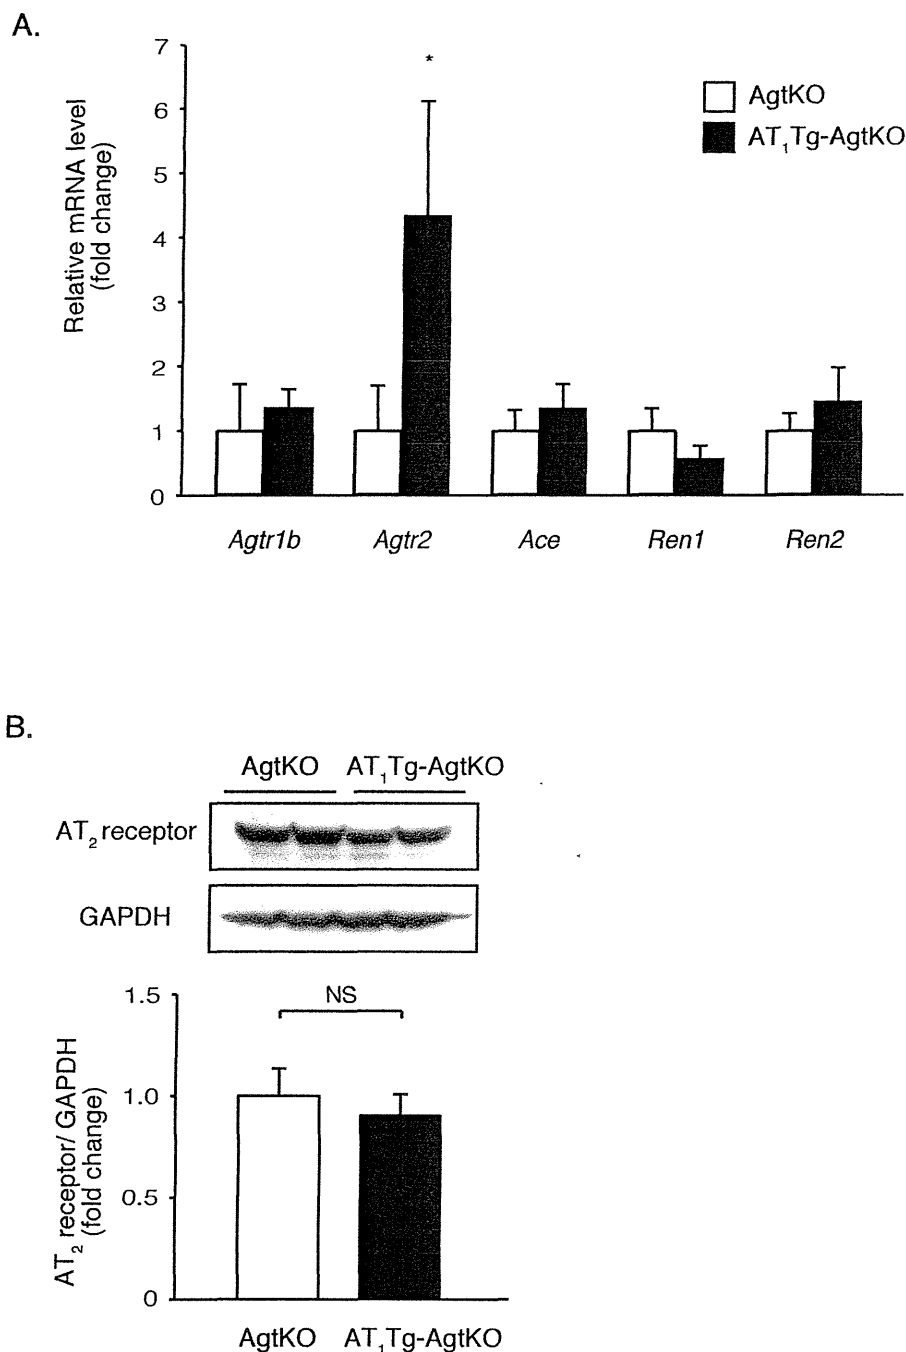 A.
7
6
5
4
3
2
1
0
Relative mRNA level
(fold change)
*
AgtKO
AT₁Tg-AgtKO
Agtr1b Agtr2 Ace Ren1 Ren2
B.
AgtKO AT₁Tg-AgtKO
AT₂ receptor
GAPDH
NS
1.5
1.0
0.5
0
AT₂ receptor/ GAPDH
(fold change)
AgtKO AT₁Tg-AgtKO